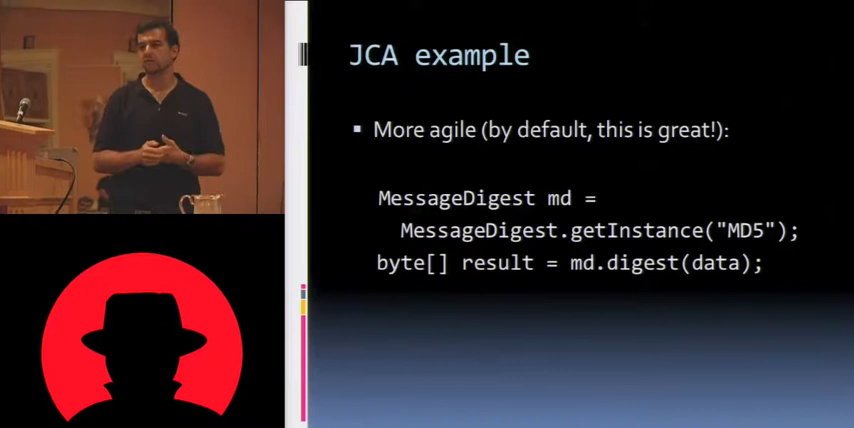 JCA example
▪ More agile (by default, this is great!):
MessageDigest md =
MessageDigest.getInstance("MD5");
byte[] result = md.digest(data);